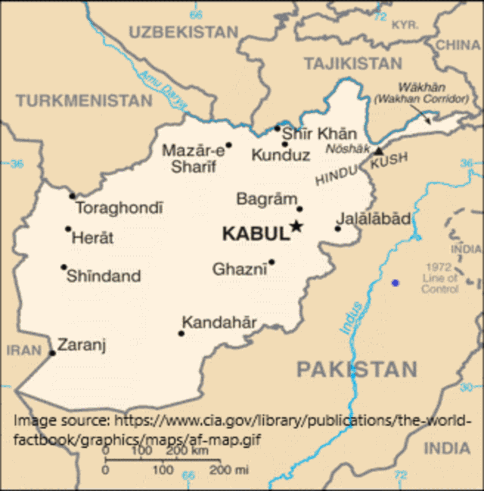 66
72
UZBEKISTAN
KYR.
CHINA
TAJIKISTAN
Amu Darya
TURKMENISTAN
Wākhān
(Wakhan Corridor)
Shīr Khān
Mazār-e
Sharīf
Kunduz
Nōshāk
36
36
HINDU KUSH
Toraghondī
Bagrām
Jalālābād
Herāt
KABUL
INDIA
Shīndand
Ghaznī
1972
Line of
Control
Indus
Kandahār
IRAN
Zaranj
PAKISTAN
30
Image source: https://www.cia.gov/library/publications/the-world-
factbook/graphics/maps/af-map.gif
INDIA
0 100 200 km
0 100 200 mi
66
72